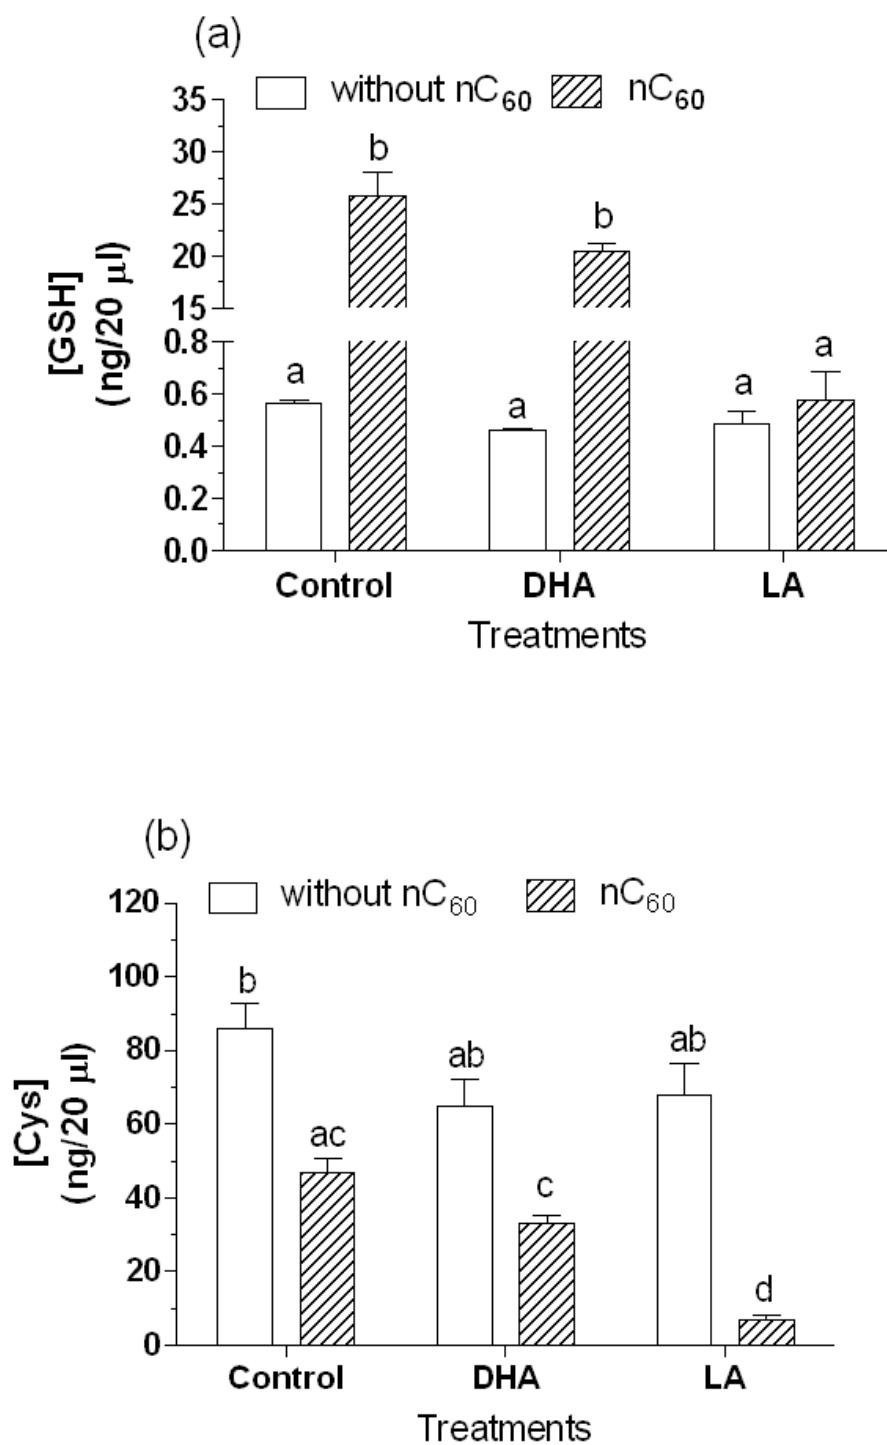 (a)
without nC60 nC60
35
30
25
20
15
0.8
0.6
0.4
0.2
0.0
[GSH]
(ng/20 µl)
a b a b a a
Control DHA LA
Treatments
(b)
without nC60 nC60
120
100
80
60
40
20
0
[Cys]
(ng/20 µl)
b ac ab c ab d
Control DHA LA
Treatments